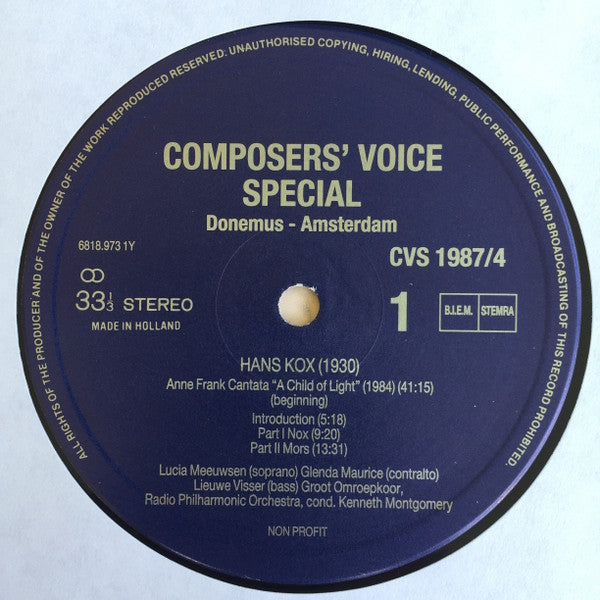 ALL RIGHTS OF THE PRODUCER AND OF THE OWNER OF THE WORK REPRODUCED RESERVED. UNAUTHORISED COPYING, HIRING, LENDING, PUBLIC PERFORMANCE AND BROADCASTING OF THIS RECORD PROHIBITED.
COMPOSERS' VOICE
SPECIAL
Donemus - Amsterdam
6818.973 1Y
CVS 1987/4
33 1/3 STEREO
MADE IN HOLLAND
1
B.I.E.M. STEMRA
HANS KOX (1930)
Anne Frank Cantata "A Child of Light" (1984) (41:15)
(beginning)
Introduction (5:18)
Part I Nox (9:20)
Part II Mors (13:31)
Lucia Meeuwsen (soprano) Glenda Maurice (contralto)
Lieuwe Visser (bass) Groot Omroepkoor,
Radio Philharmonic Orchestra, cond. Kenneth Montgomery
NON PROFIT